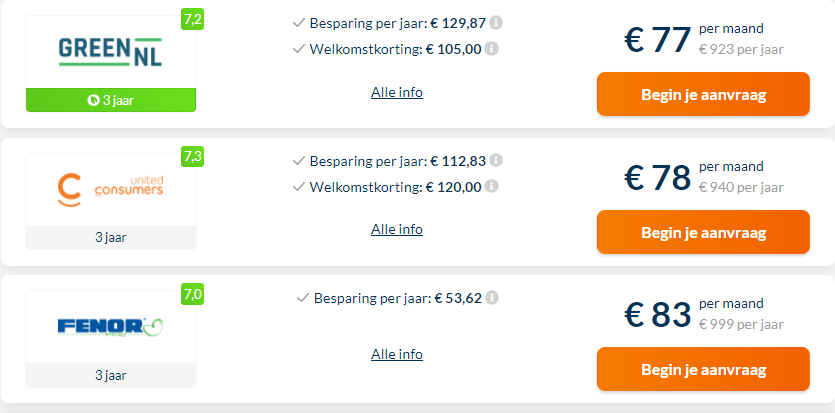 7,2
GREEN NL
3 jaar
Besparing per jaar: € 129,87
Welkomstkorting: € 105,00
Alle info
€ 77 per maand
€ 923 per jaar
Begin je aanvraag
7,3
united
consumers
3 jaar
Besparing per jaar: € 112,83
Welkomstkorting: € 120,00
Alle info
€ 78 per maand
€ 940 per jaar
Begin je aanvraag
7,0
FENOR
3 jaar
Besparing per jaar: € 53,62
Alle info
€ 83 per maand
€ 999 per jaar
Begin je aanvraag